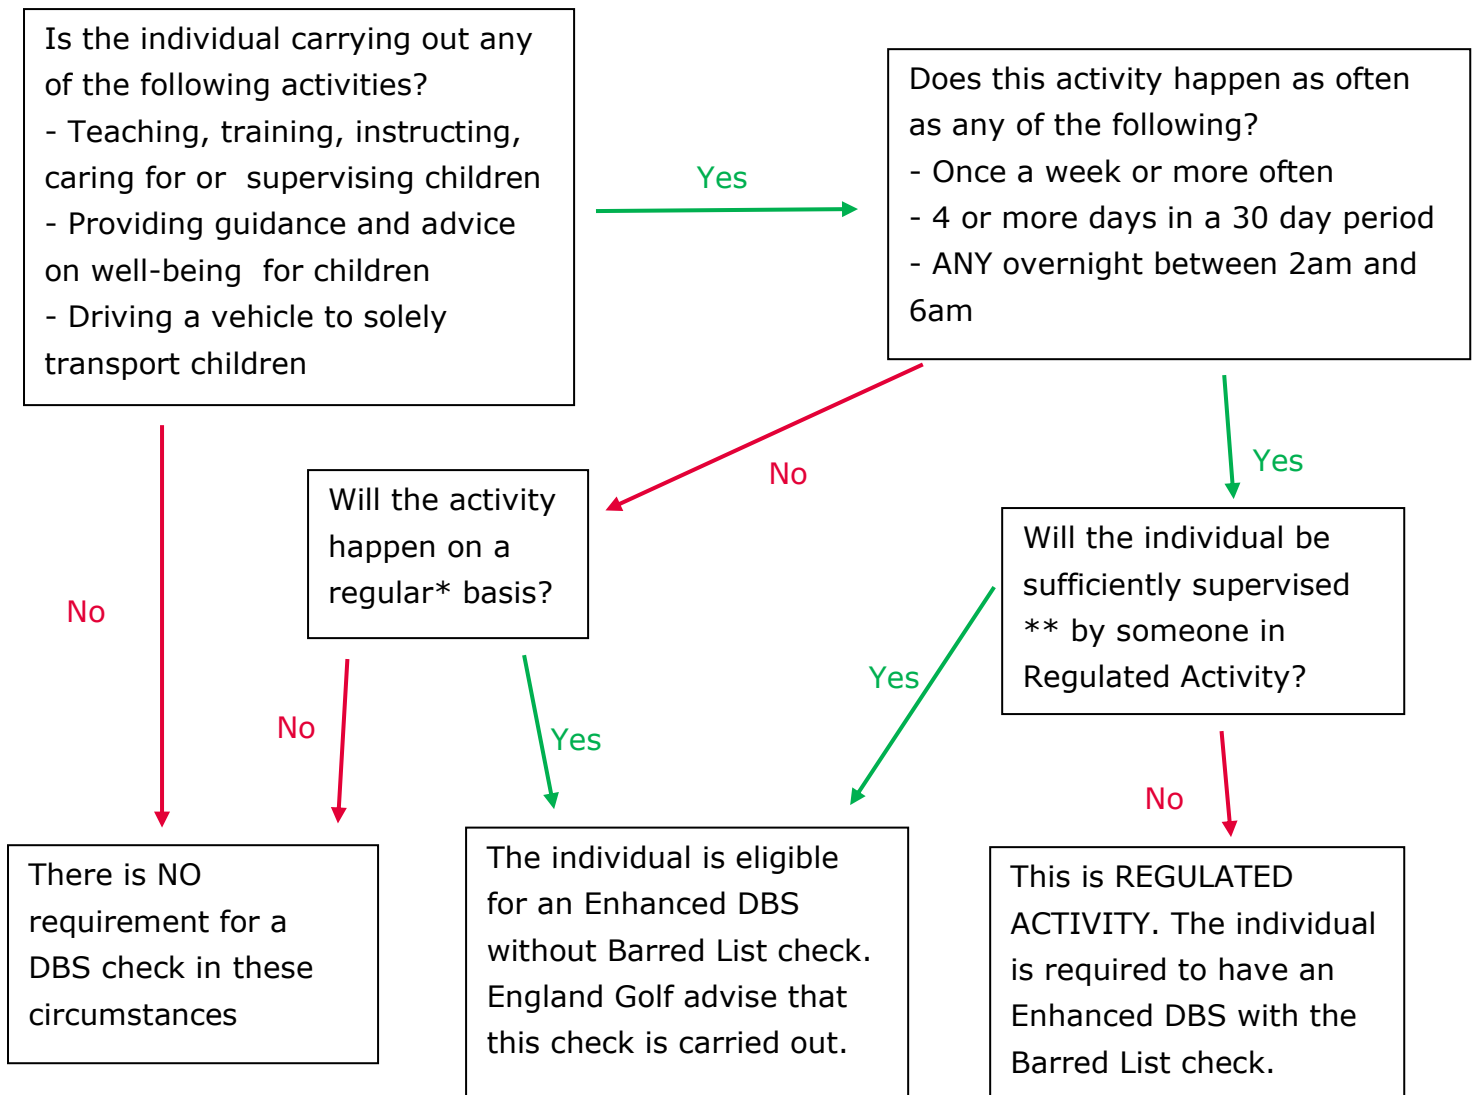 Is the individual carrying out any
of the following activities?
- Teaching, training, instructing,
caring for or supervising children
- Providing guidance and advice
on well-being for children
- Driving a vehicle to solely
transport children
Yes
Does this activity happen as often
as any of the following?
- Once a week or more often
- 4 or more days in a 30 day period
- ANY overnight between 2am and
6am
No
No
Yes
Will the activity
happen on a
regular* basis?
Will the individual be
sufficiently supervised
** by someone in
Regulated Activity?
No
Yes
Yes
No
There is NO
requirement for a
DBS check in these
circumstances
The individual is eligible
for an Enhanced DBS
without Barred List check.
England Golf advise that
this check is carried out.
This is REGULATED
ACTIVITY. The individual
is required to have an
Enhanced DBS with the
Barred List check.